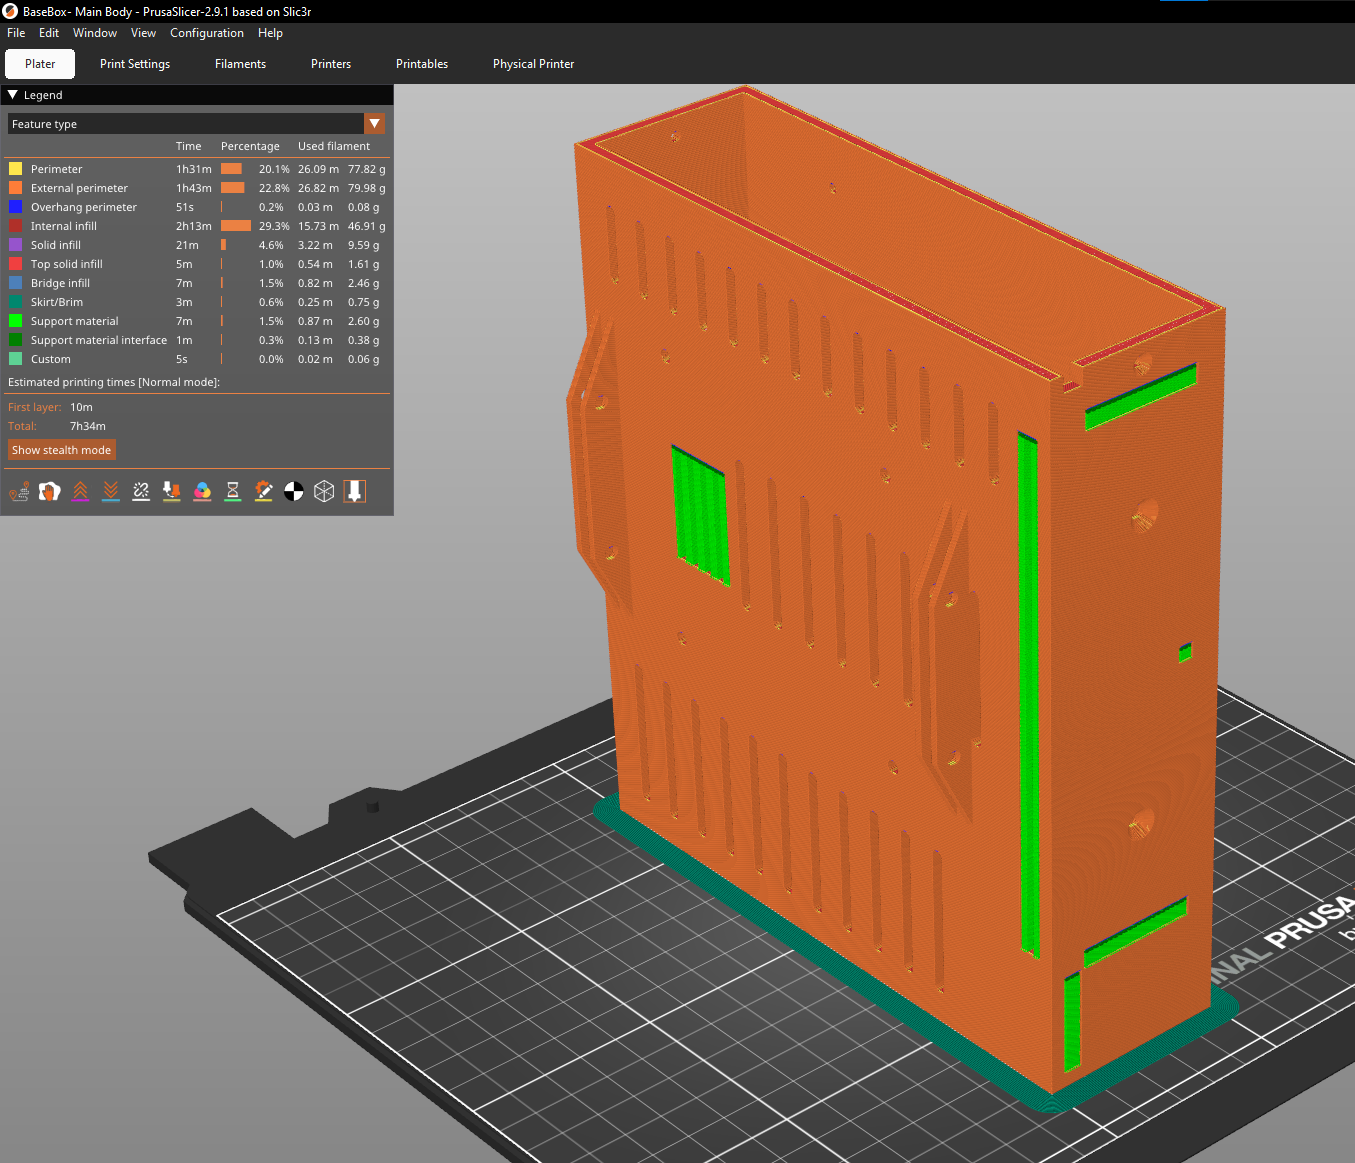 BaseBox- Main Body - PrusaSlicer-2.9.1 based on Slic3r
File Edit Window View Configuration Help
Plater Print Settings Filaments Printers Printables Physical Printer
Legend
Feature type
Time Percentage Used filament
Perimeter 1h31m 20.1% 26.09 m 77.82 g
External perimeter 1h43m 22.8% 26.82 m 79.98 g
Overhang perimeter 51s 0.2% 0.03 m 0.08 g
Internal infill 2h13m 29.3% 15.73 m 46.91 g
Solid infill 21m 4.6% 3.22 m 9.59 g
Top solid infill 5m 1.0% 0.54 m 1.61 g
Bridge infill 7m 1.5% 0.82 m 2.46 g
Skirt/Brim 3m 0.6% 0.25 m 0.75 g
Support material 7m 1.5% 0.87 m 2.60 g
Support material interface 1m 0.3% 0.13 m 0.38 g
Custom 5s 0.0% 0.02 m 0.06 g
Estimated printing times [Normal mode]:
First layer: 10m
Total: 7h34m
Show stealth mode
INAL PRUSA
b